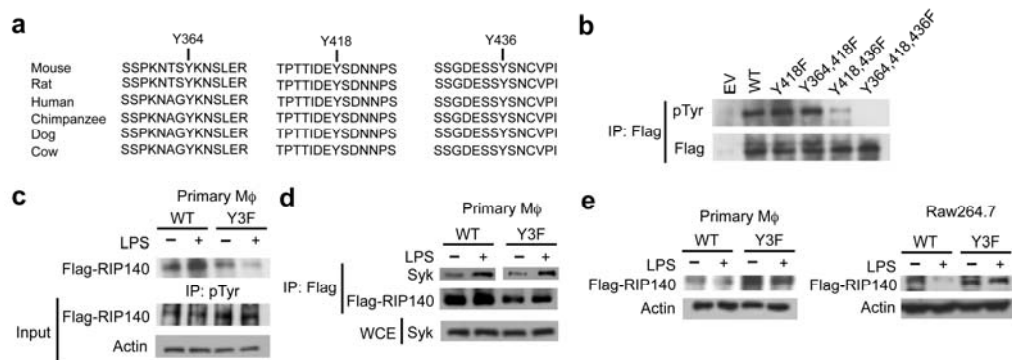 a
Y364 Y418 Y436
Mouse SSPKNTSYKNSLER TPTTIDEYSDNNPS SSGDESSYSNCVPI
Rat SSPKNTSYKNSLER TPTTIDEYSDNNPS SSGDESSYSNCVPI
Human SSPKNAGYKNSLER TPTTIDEYSDNNPS SSGDESSYSNCVPI
Chimpanzee SSPKNAGYKNSLER TPTTIDEYSDNNPS SSGDESSYSNCVPI
Dog SSPKNAGYKNSLER TPTTIDEYSDNNPS SSGDESSYSNCVPI
Cow SSPKNAGYKNSLER TPTTIDEYSDNNPS SSGDESSYSNCVPI
b
EV WT Y418F Y364,418F Y418,436F Y364,418,436F
pTyr
IP: Flag
Flag
c
Primary Mϕ
WT Y3F
LPS − + − +
Flag-RIP140
IP: pTyr
Flag-RIP140
Input
Actin
d
Primary Mϕ
WT Y3F
LPS − + − +
Syk
IP: Flag
Flag-RIP140
WCE Syk
e
Primary Mϕ
WT Y3F
LPS − + − +
Flag-RIP140
Actin
Raw264.7
WT Y3F
LPS − + − +
Flag-RIP140
Actin